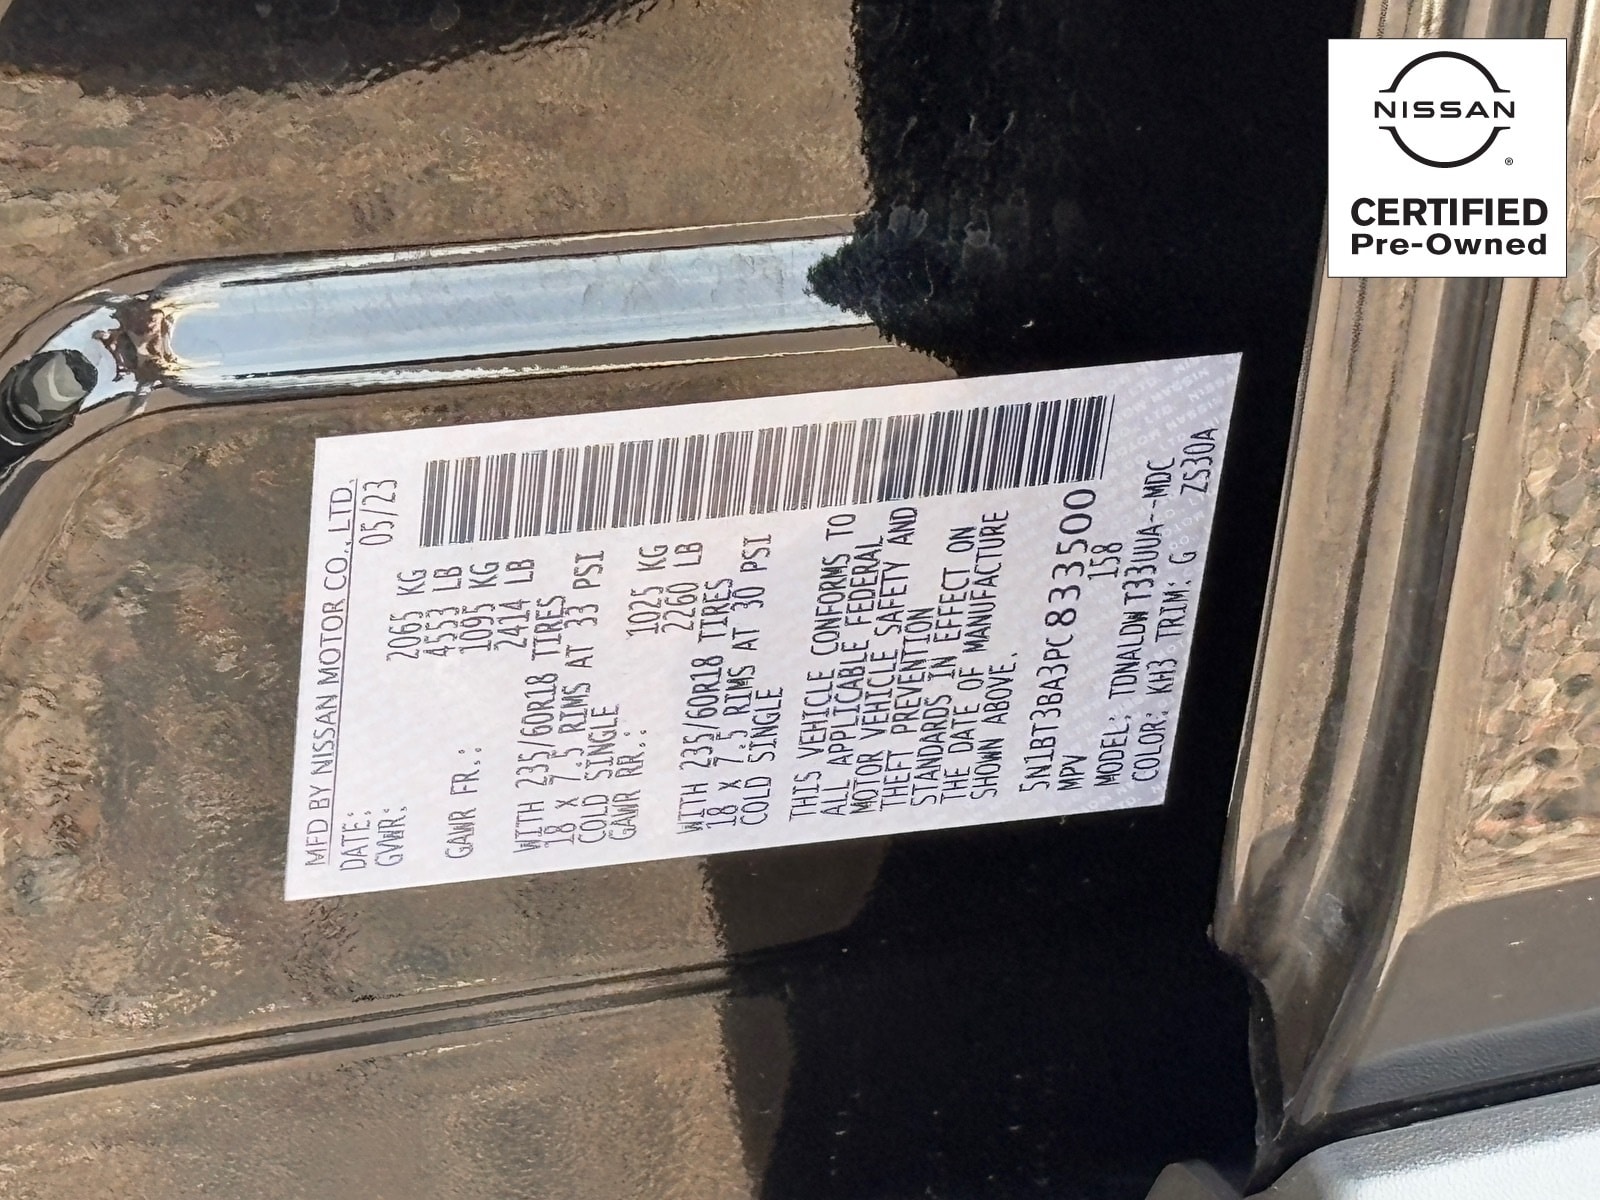 NISSAN
®
CERTIFIED
Pre-Owned
MFD BY NISSAN MOTOR CO., LTD.
DATE: 05/23
GVWR: 2065 KG
4553 LB
GAWR FR.: 1095 KG
2414 LB
WITH 235/60R18 TIRES
18 X 7.5 RIMS AT 33 PSI
COLD SINGLE
GAWR RR.: 1025 KG
2260 LB
WITH 235/60R18 TIRES
18 X 7.5 RIMS AT 30 PSI
COLD SINGLE
THIS VEHICLE CONFORMS TO
ALL APPLICABLE FEDERAL
MOTOR VEHICLE SAFETY AND
THEFT PREVENTION
STANDARDS IN EFFECT ON
THE DATE OF MANUFACTURE
SHOWN ABOVE.
5N1BT3BA3PC833500
MPV 158
MODEL: TDNALDWT33UUA--MDC
COLOR: KH3 TRIM: G ZS30A